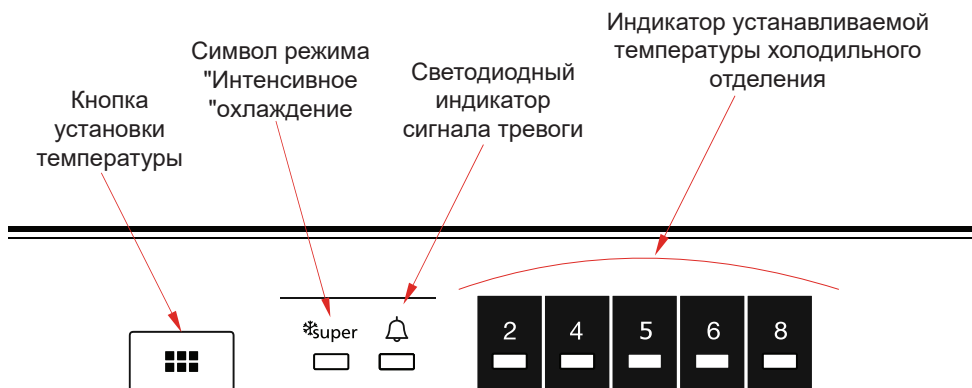 Кнопка
установки
температуры
Символ режима
"Интенсивное
"охлаждение
Светодиодный
индикатор
сигнала тревоги
Индикатор устанавливаемой
температуры холодильного
отделения
super
2 4 5 6 8